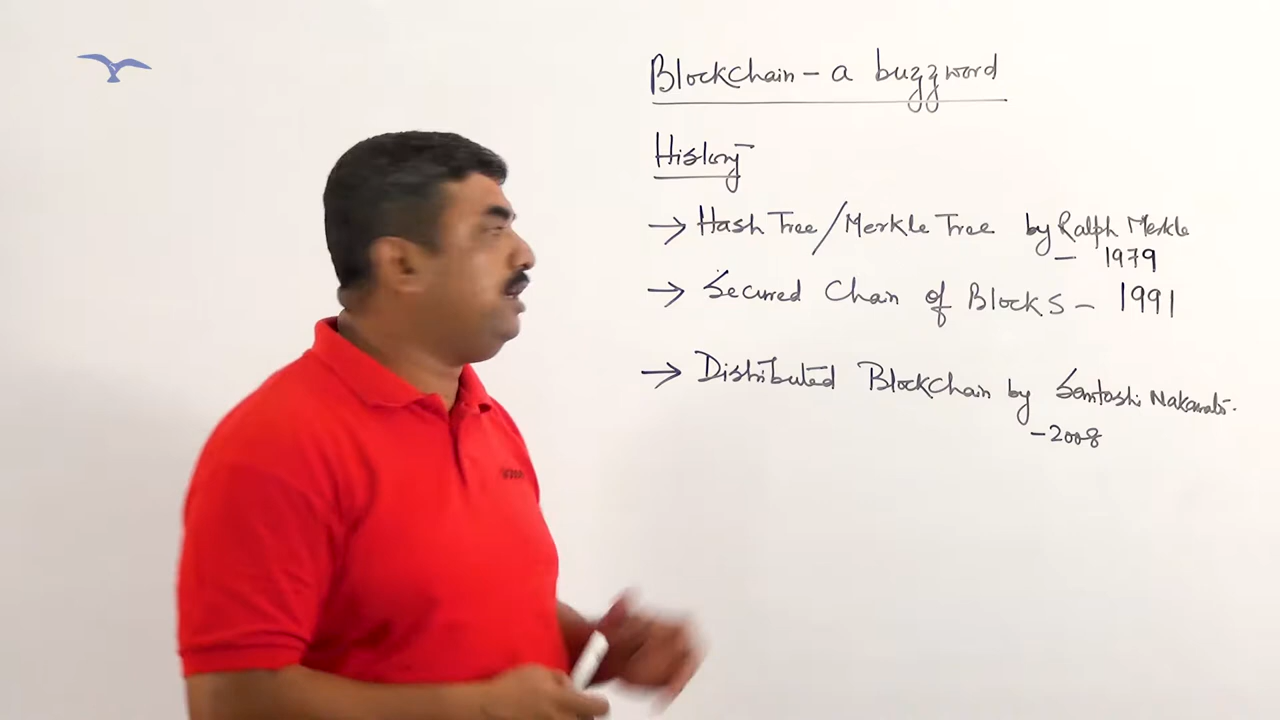 Blockchain - a buzzword
History
→ Hash Tree/Merkle Tree by Ralph Merkle
- 1979
→ Secured Chain of Blocks - 1991
→ Distributed Blockchain by Santoshi
- 2008